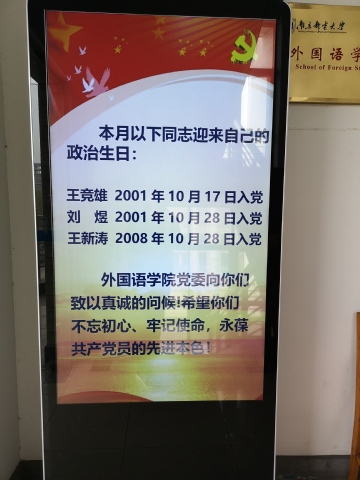 本月以下同志迎来自己的
政治生日：
王竞雄 2001 年 10 月 17 日入党
刘 煜 2001 年 10 月 28 日入党
王新涛 2008 年 10 月 28 日入党
外国语学院党委向你们
致以真诚的问候!希望你们
不忘初心、牢记使命，永葆
共产党员的先进本色！
外国语学
School of Foreign